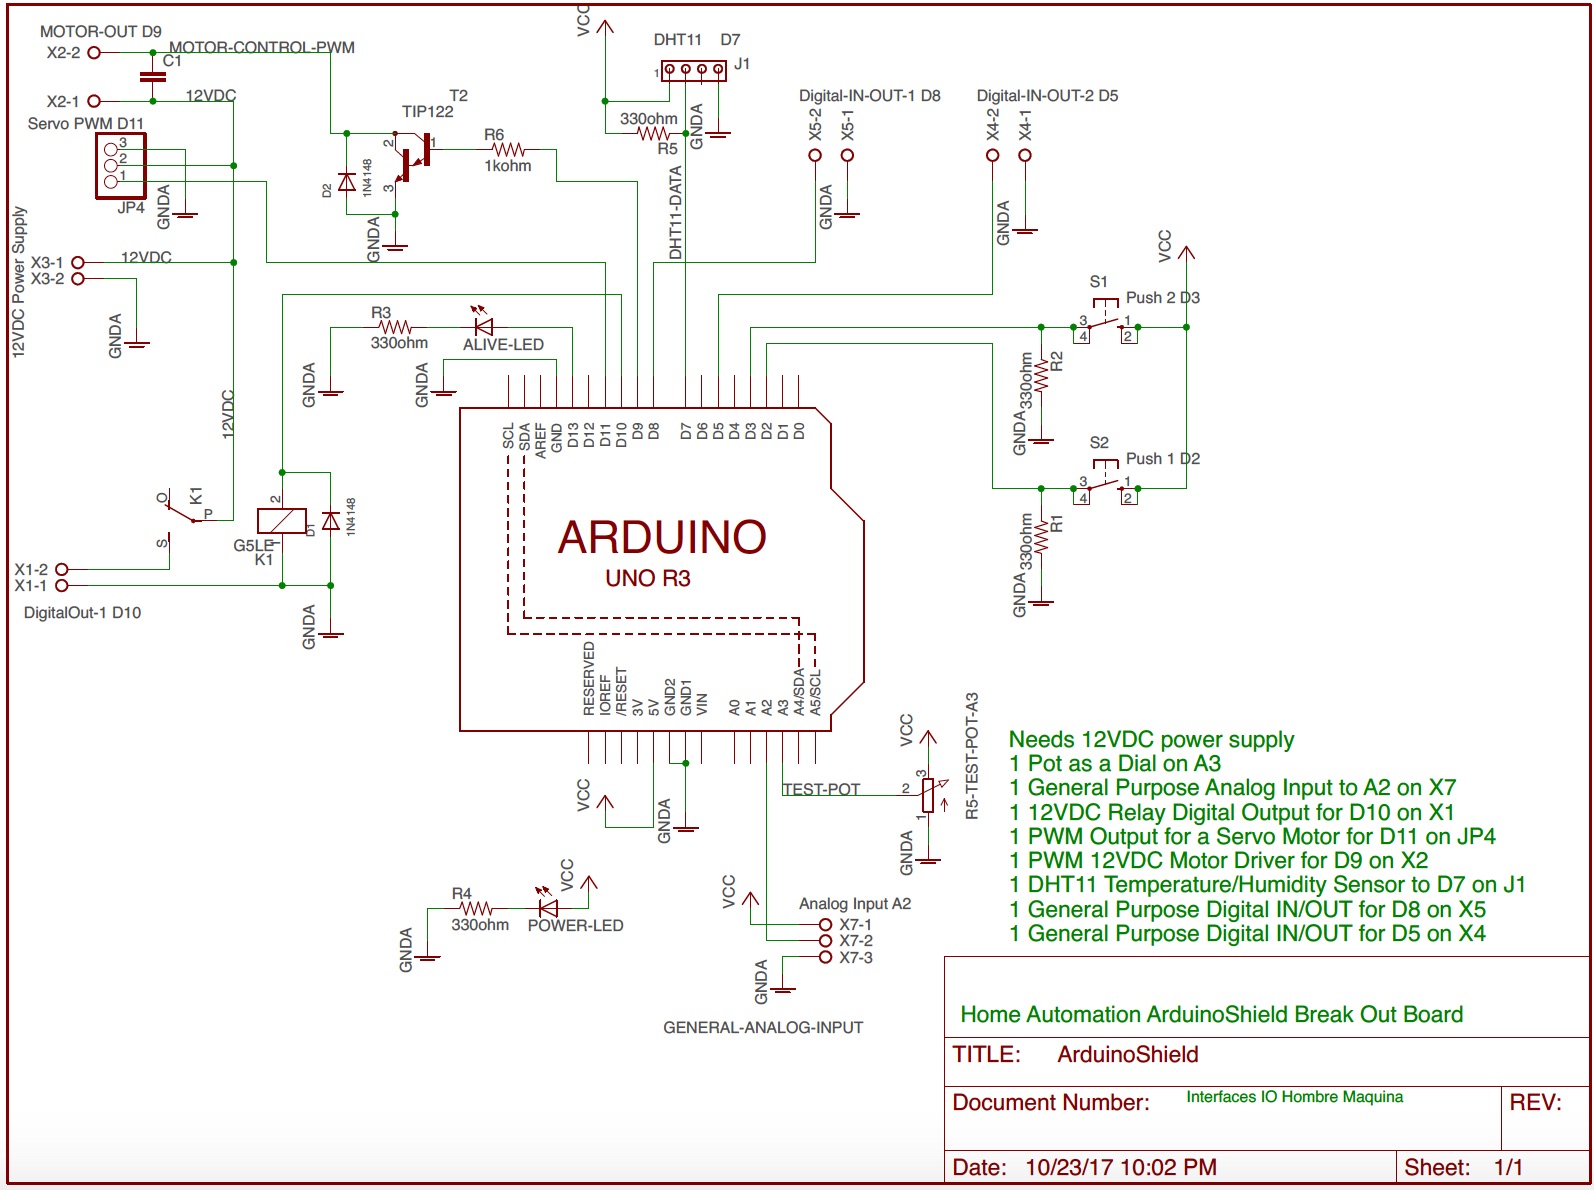 MOTOR-OUT D9
X2-2
MOTOR-CONTROL-PWM
C1
X2-1
12VDC
Servo PWM D11
3
2
1
JP4
GNDA
12VDC Power Supply
X3-1
12VDC
X3-2
GNDA
12VDC
T2
TIP122
2
1
3
D2
1N4148
GNDA
R6
1kohm
VCC
DHT11 D7
1
J1
330ohm
R5
GNDA
DHT11-DATA
Digital-IN-OUT-1 D8
X5-2
X5-1
GNDA
Digital-IN-OUT-2 D5
X4-2
X4-1
GNDA
VCC
S1
Push 2 D3
3
1
4
2
330ohm
R2
GNDA
S2
Push 1 D2
3
1
4
2
330ohm
R1
GNDA
R3
330ohm
ALIVE-LED
GNDA
GNDA
O
K1
P
S
2
G5LE
1
K1
D1
1N4148
X1-2
X1-1
DigitalOut-1 D10
GNDA
SCL
SDA
AREF
GND
D13
D12
D11
D10
D9
D8
D7
D6
D5
D4
D3
D2
D1
D0
ARDUINO
UNO R3
RESERVED
IOREF
/RESET
3V
5V
GND2
GND1
VIN
A0
A1
A2
A3
A4/SDA
A5/SCL
VCC
GNDA
TEST-POT
VCC
3
2
1
R5-TEST-POT-A3
GNDA
R4
330ohm
POWER-LED
VCC
GNDA
VCC
Analog Input A2
X7-1
X7-2
X7-3
GNDA
GENERAL-ANALOG-INPUT
Needs 12VDC power supply
1 Pot as a Dial on A3
1 General Purpose Analog Input to A2 on X7
1 12VDC Relay Digital Output for D10 on X1
1 PWM Output for a Servo Motor for D11 on JP4
1 PWM 12VDC Motor Driver for D9 on X2
1 DHT11 Temperature/Humidity Sensor to D7 on J1
1 General Purpose Digital IN/OUT for D8 on X5
1 General Purpose Digital IN/OUT for D5 on X4
Home Automation ArduinoShield Break Out Board
TITLE: ArduinoShield
Document Number: Interfaces IO Hombre Maquina
REV:
Date: 10/23/17 10:02 PM
Sheet: 1/1